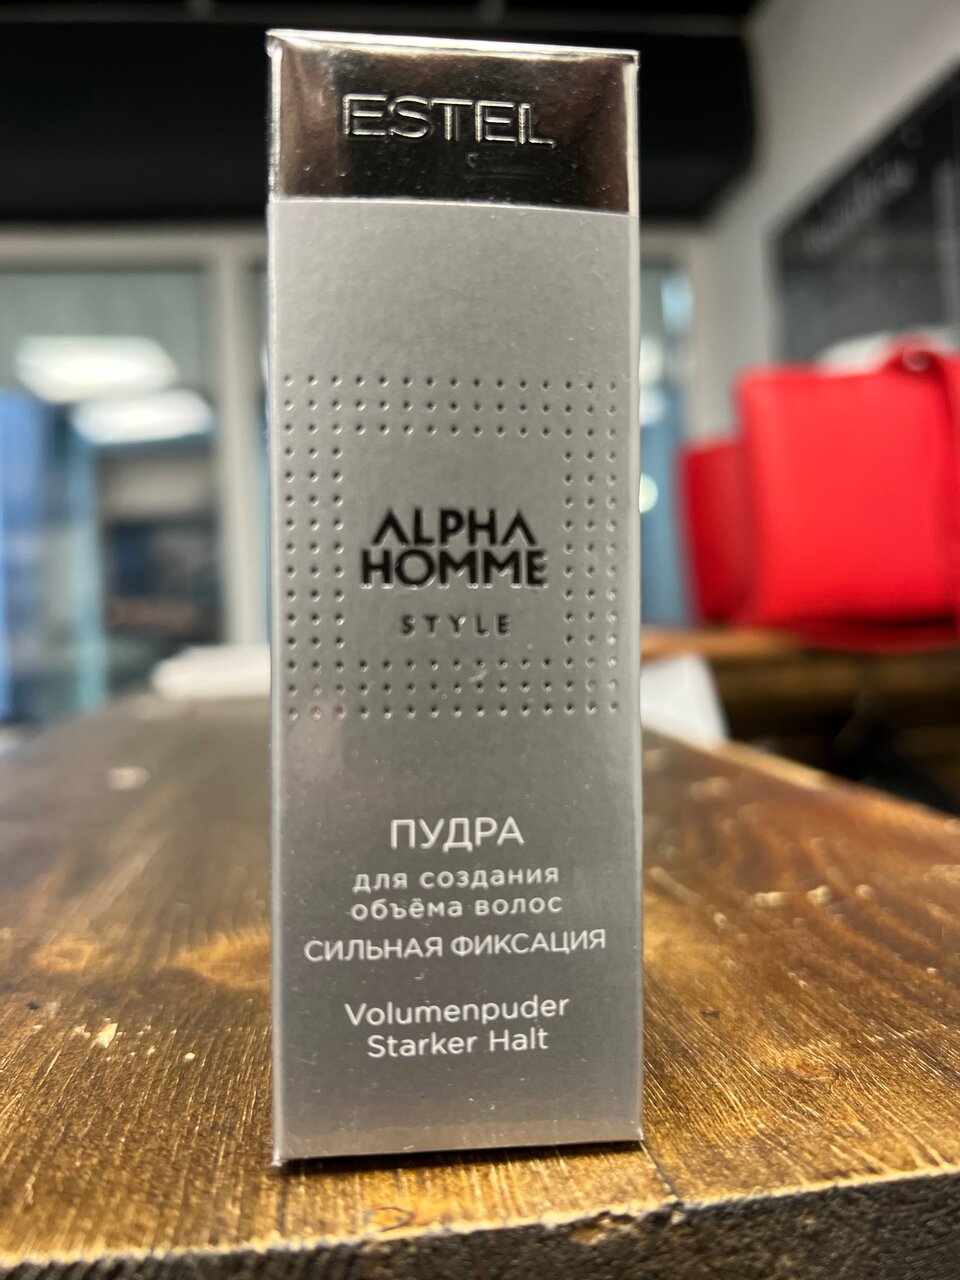 ESTEL
ALPHA
HOMME
STYLE
ПУДРА
для создания
объёма волос
СИЛЬНАЯ ФИКСАЦИЯ
Volumenpuder
Starker Halt